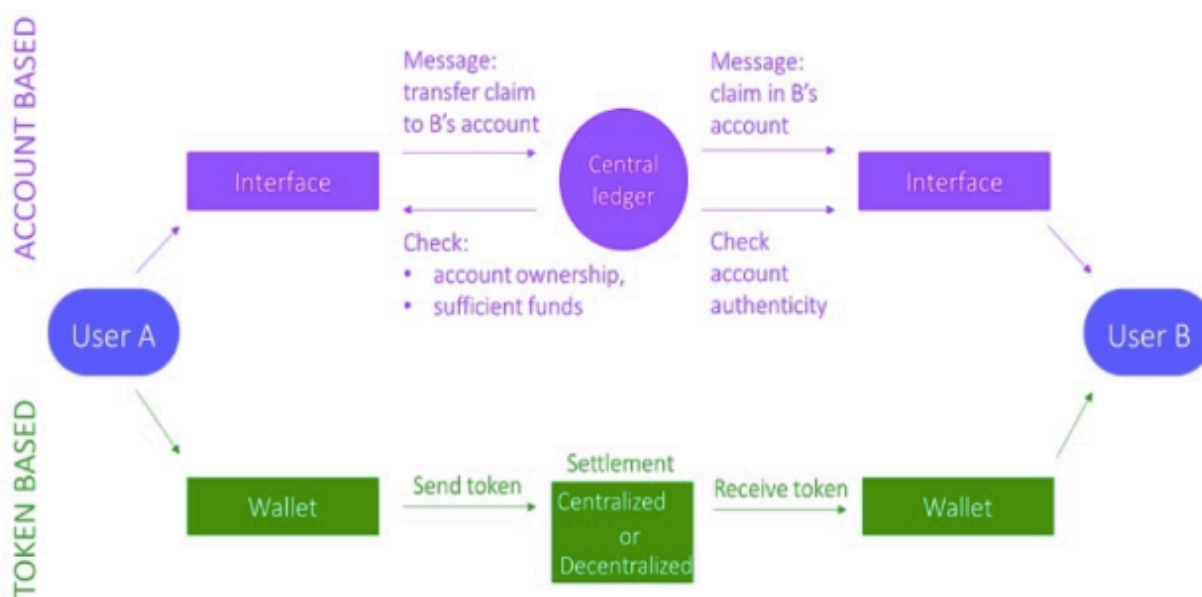 ACCOUNT BASED
Message:
transfer claim
to B's account
Message:
claim in B's
account
Interface
Central
ledger
Interface
Check:
• account ownership,
• sufficient funds
Check
account
authenticity
User A
User B
TOKEN BASED
Wallet
Send token
Settlement
Centralized
or
Decentralized
Receive token
Wallet